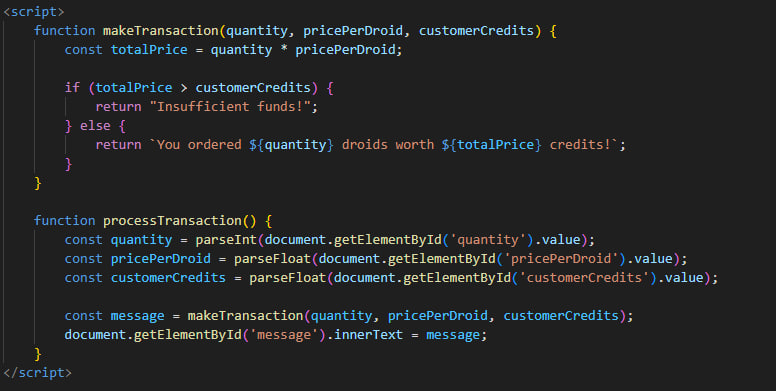 <script>
function makeTransaction(quantity, pricePerDroid, customerCredits) {
const totalPrice = quantity * pricePerDroid;
if (totalPrice > customerCredits) {
return "Insufficient funds!";
} else {
return `You ordered ${quantity} droids worth ${totalPrice} credits!`;
}
}
function processTransaction() {
const quantity = parseInt(document.getElementById('quantity').value);
const pricePerDroid = parseFloat(document.getElementById('pricePerDroid').value);
const customerCredits = parseFloat(document.getElementById('customerCredits').value);
const message = makeTransaction(quantity, pricePerDroid, customerCredits);
document.getElementById('message').innerText = message;
}
</script>